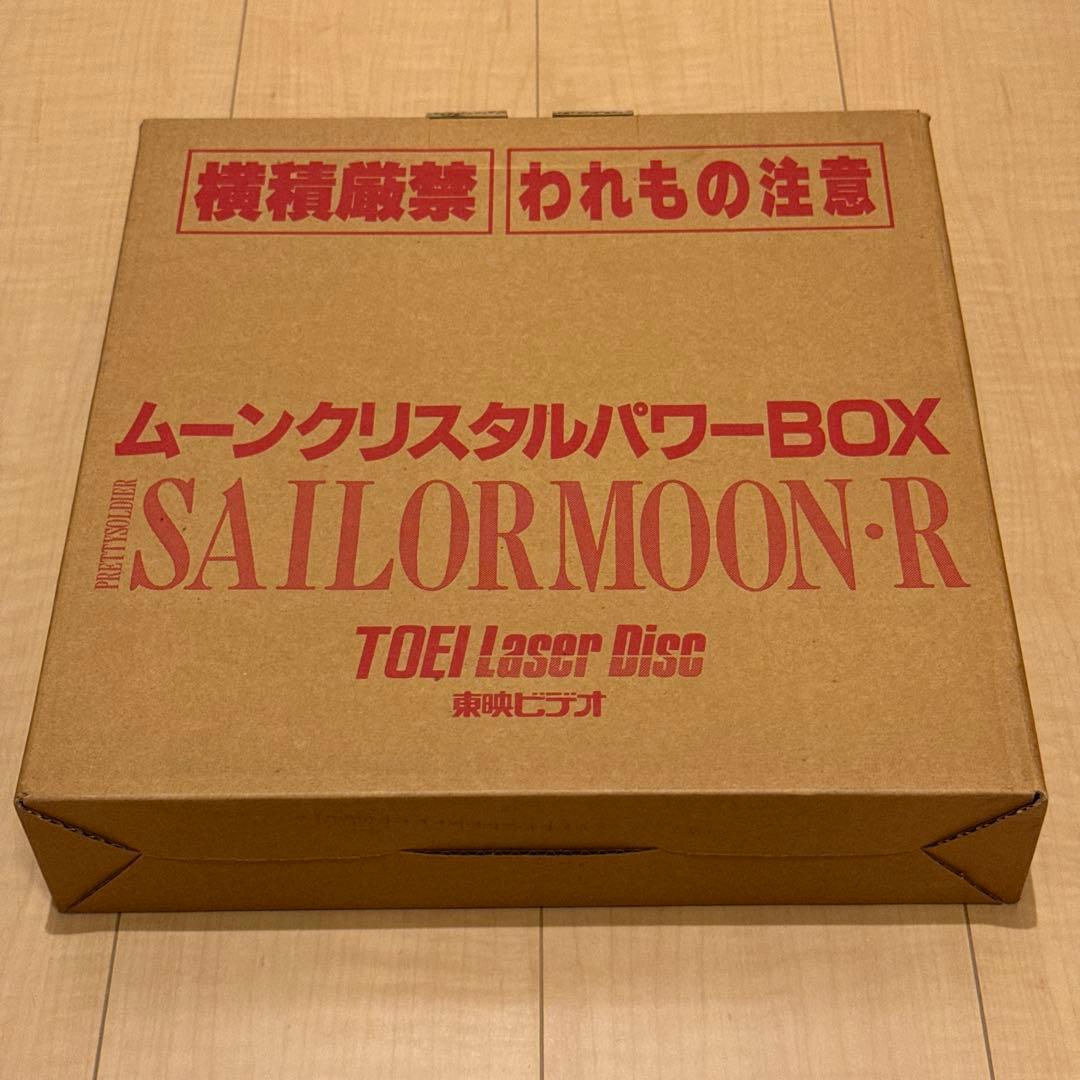 横積厳禁 われもの注意
ムーンクリスタルパワーBOX
PRETTYSOLDIER
SAILORMOON・R
TOEI Laser Disc
東映ビデオ